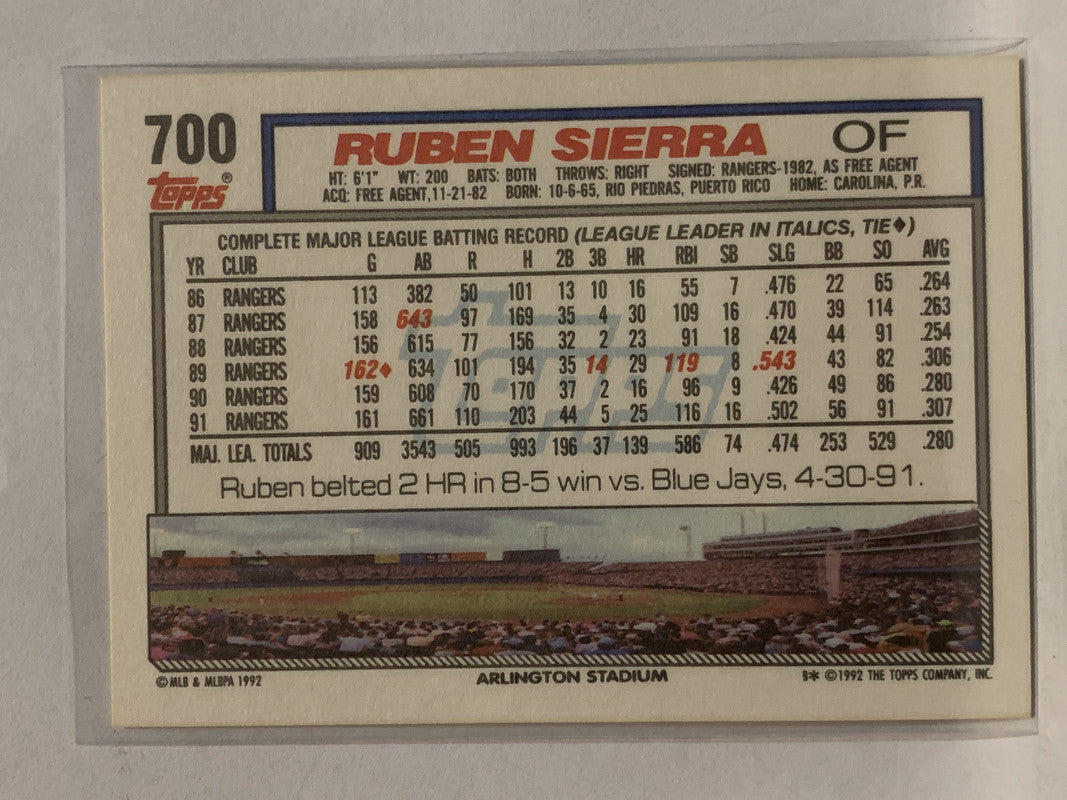 700
RUBEN SIERRA OF
Topps®
HT: 6'1" WT: 200 BATS: BOTH THROWS: RIGHT SIGNED: RANGERS-1982, AS FREE AGENT
ACQ: FREE AGENT,11-21-82 BORN: 10-6-65, RIO PIEDRAS, PUERTO RICO HOME: CAROLINA, P.R.
COMPLETE MAJOR LEAGUE BATTING RECORD (LEAGUE LEADER IN ITALICS, TIE♦)
YR CLUB G AB R H 2B 3B HR RBI SB SLG BB SO AVG
86 RANGERS 113 382 50 101 13 10 16 55 7 .476 22 65 .264
87 RANGERS 158 643 97 169 35 4 30 109 16 .470 39 114 .263
88 RANGERS 156 615 77 156 32 2 23 91 18 .424 44 91 .254
89 RANGERS 162♦ 634 101 194 35 14 29 119 8 .543 43 82 .306
90 RANGERS 159 608 70 170 37 2 16 96 9 .426 49 86 .280
91 RANGERS 161 661 110 203 44 5 25 116 16 .502 56 91 .307
MAJ. LEA. TOTALS 909 3543 505 993 196 37 139 586 74 .474 253 529 .280
Topps
Ruben belted 2 HR in 8-5 win vs. Blue Jays, 4-30-91.
©MLB & MLBPA 1992 ARLINGTON STADIUM B* ©1992 THE TOPPS COMPANY, INC.